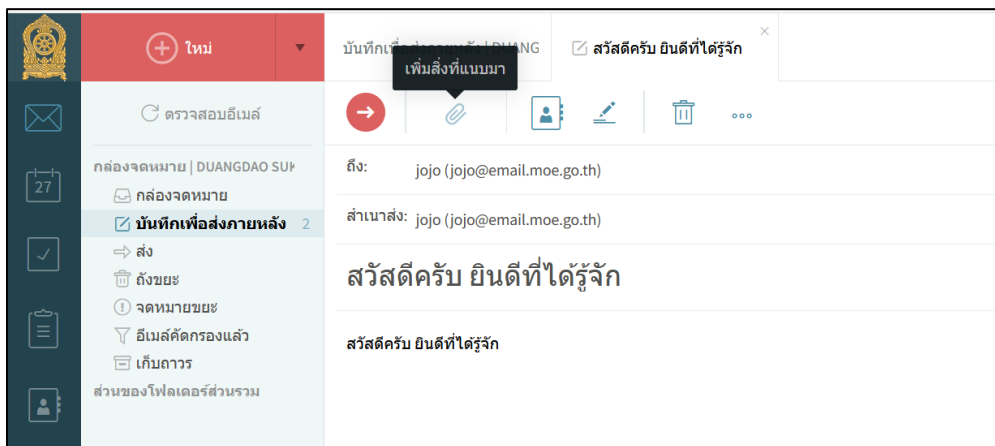 ใหม่
บันทึกเพื่อส่งภายหลัง | DUANG
สวัสดีครับ ยินดีที่ได้รู้จัก
เพิ่มสิ่งที่แนบมา
ตรวจสอบอีเมล์
กล่องจดหมาย | DUANGDAO SUK
27
กล่องจดหมาย
บันทึกเพื่อส่งภายหลัง 2
ส่ง
ถังขยะ
จดหมายขยะ
อีเมล์คัดกรองแล้ว
เก็บถาวร
ส่วนของโฟลเดอร์ส่วนรวม
ถึง: jojo (jojo@email.moe.go.th)
สำเนาส่ง: jojo (jojo@email.moe.go.th)
สวัสดีครับ ยินดีที่ได้รู้จัก
สวัสดีครับ ยินดีที่ได้รู้จัก